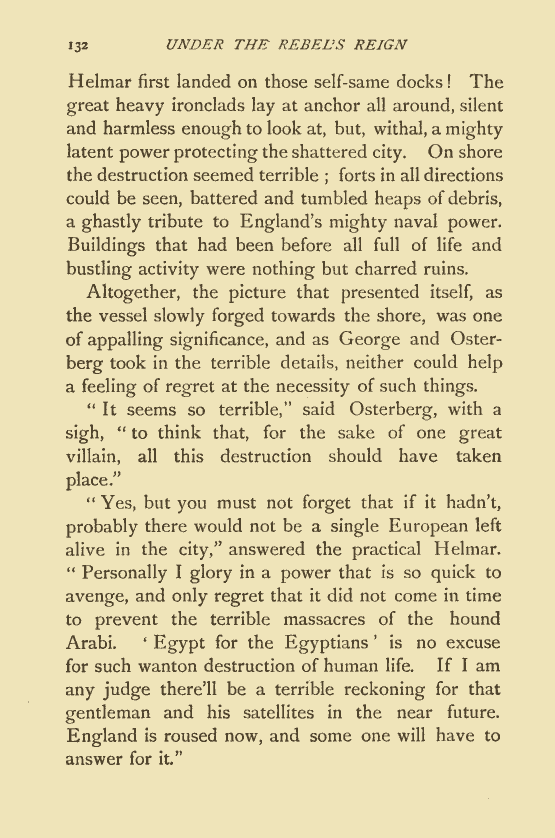 132 UNDER THE REBEL'S REIGN
Helmar first landed on those self-same docks! The
great heavy ironclads lay at anchor all around, silent
and harmless enough to look at, but, withal, a mighty
latent power protecting the shattered city. On shore
the destruction seemed terrible ; forts in all directions
could be seen, battered and tumbled heaps of debris,
a ghastly tribute to England's mighty naval power.
Buildings that had been before all full of life and
bustling activity were nothing but charred ruins.
Altogether, the picture that presented itself, as
the vessel slowly forged towards the shore, was one
of appalling significance, and as George and Oster-
berg took in the terrible details, neither could help
a feeling of regret at the necessity of such things.
“ It seems so terrible,” said Osterberg, with a
sigh, “ to think that, for the sake of one great
villain, all this destruction should have taken
place.”
“ Yes, but you must not forget that if it hadn't,
probably there would not be a single European left
alive in the city,” answered the practical Helmar.
“ Personally I glory in a power that is so quick to
avenge, and only regret that it did not come in time
to prevent the terrible massacres of the hound
Arabi. ‘ Egypt for the Egyptians ’ is no excuse
for such wanton destruction of human life. If I am
any judge there'll be a terrible reckoning for that
gentleman and his satellites in the near future.
England is roused now, and some one will have to
answer for it.”